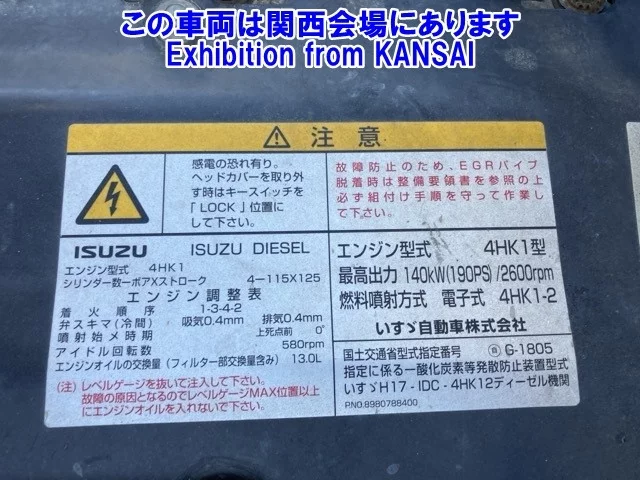 この車両は関西会場にあります
Exhibition from KANSAI
⚠ 注意
感電の恐れ有り。
ヘッドカバーを取り外
す時はキースイッチを
「LOCK」位置に
して下さい。
故障防止のため、EGRパイプ
脱着時は整備要領書を参照の上
必ず組付け手順を守って作業し
て下さい。
ISUZU ISUZU DIESEL
エンジン型式 4HK1
シリンダー数ーボアXストローク 4ー115X125
エンジン調整表
着火順序 1-3-4-2
弁スキマ(冷間) 吸気0.4mm 排気0.4mm
噴射始メ時期 上死点前 0°
アイドル回転数 580rpm
エンジンオイルの交換量(フィルター部交換量含み) 13.0L
(注)レベルゲージを抜いて注入して下さい。
故障の原因となるのでレベルゲージMAX位置以上
にエンジンオイルを入れないで下さい。
エンジン型式 4HK1型
最高出力 140kW(190PS)/2600rpm
燃料噴射方式 電子式 4HK1-2
いすゞ自動車株式会社
国土交通省型式指定番号 G-1805
指定に係る一酸化炭素等発散防止装置型式
いすゞH17-IDC-4HK12ディーゼル機関
P.NO.8980788400